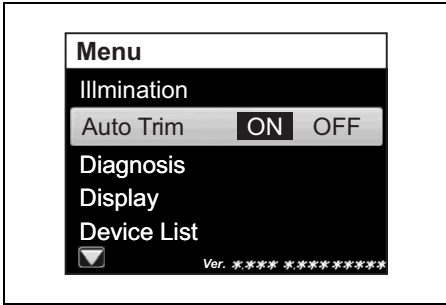 Menu
Illmination
Auto Trim ON OFF
Diagnosis
Display
Device List
Ver. *.*** *.*********